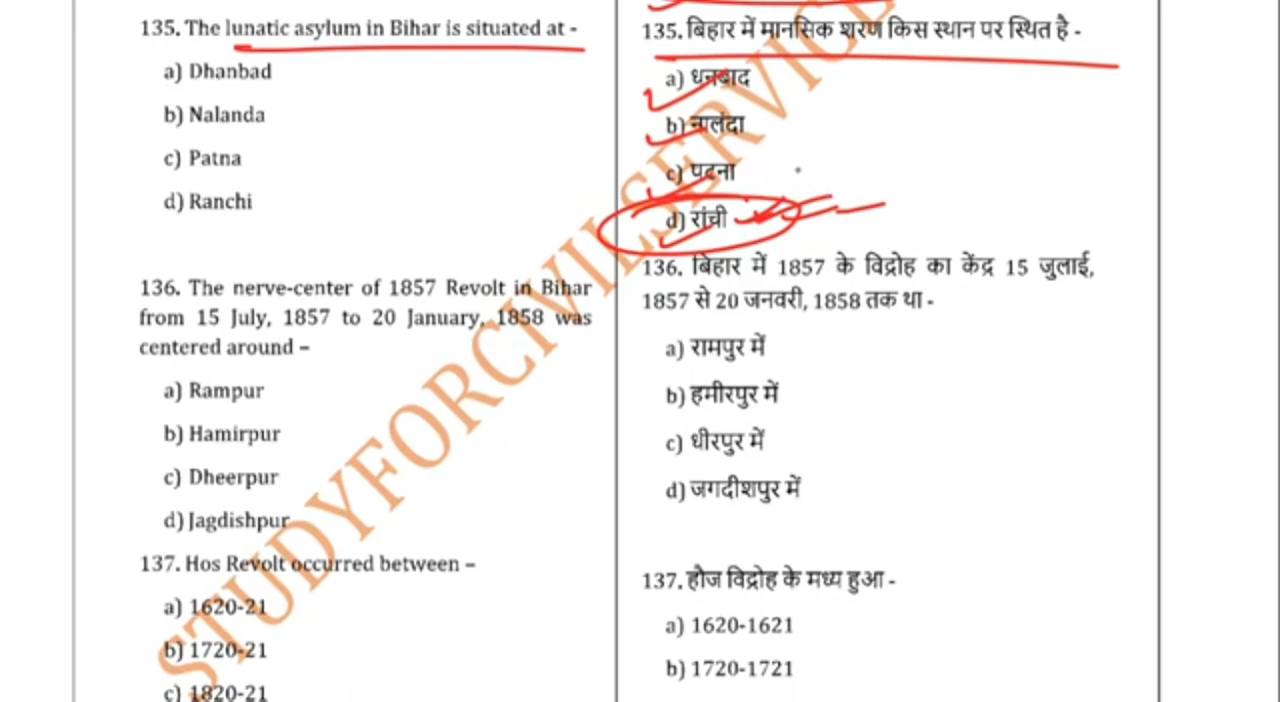 135. The lunatic asylum in Bihar is situated at -
a) Dhanbad
b) Nalanda
c) Patna
d) Ranchi
136. The nerve-center of 1857 Revolt in Bihar
from 15 July, 1857 to 20 January, 1858 was
centered around –
a) Rampur
b) Hamirpur
c) Dheerpur
d) Jagdishpur
137. Hos Revolt occurred between –
a) 1620-21
b) 1720-21
c) 1820-21
135. बिहार में मानसिक शरण किस स्थान पर स्थित है -
a) धनबाद
b) नालंदा
c) पटना
d) रांची
136. बिहार में 1857 के विद्रोह का केंद्र 15 जुलाई,
1857 से 20 जनवरी, 1858 तक था -
a) रामपुर में
b) हमीरपुर में
c) धीरपुर में
d) जगदीशपुर में
137. हौज विद्रोह के मध्य हुआ -
a) 1620-1621
b) 1720-1721
STUDYFORCIVILSERVICE